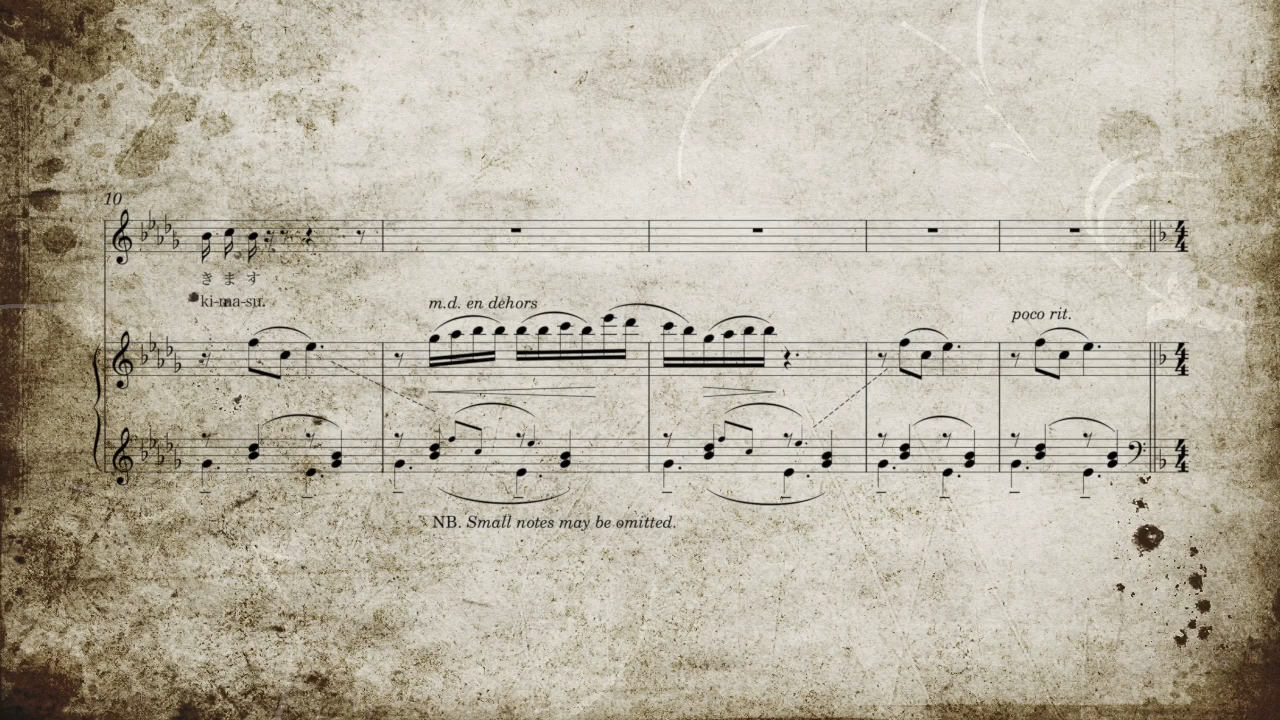 10
きます
ki-ma-su.
m.d. en dehors
poco rit.
NB. Small notes may be omitted.